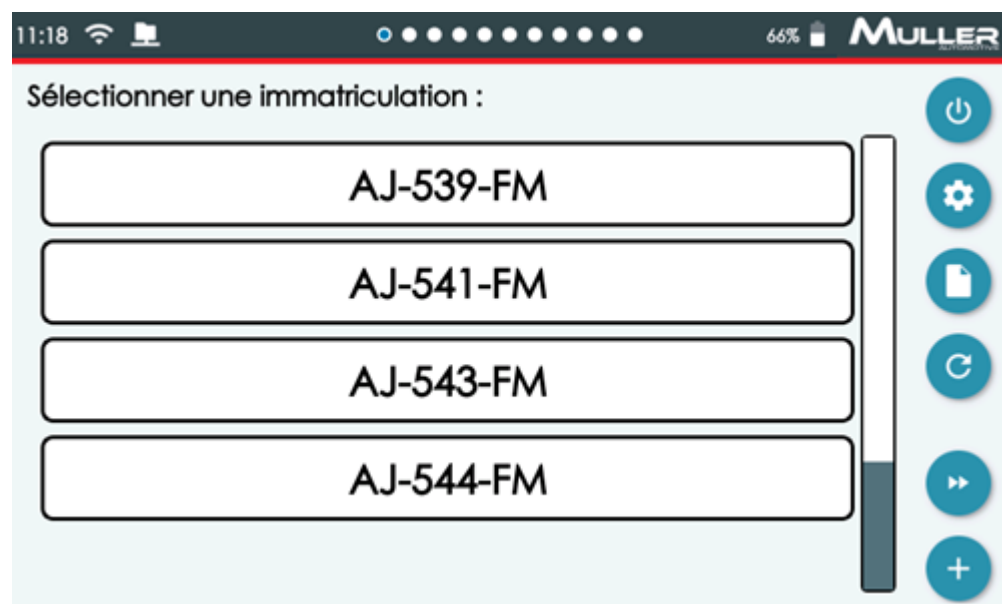 11:18 66% MULLER
AUTOMOTIVE
Sélectionner une immatriculation :
AJ-539-FM
AJ-541-FM
AJ-543-FM
AJ-544-FM